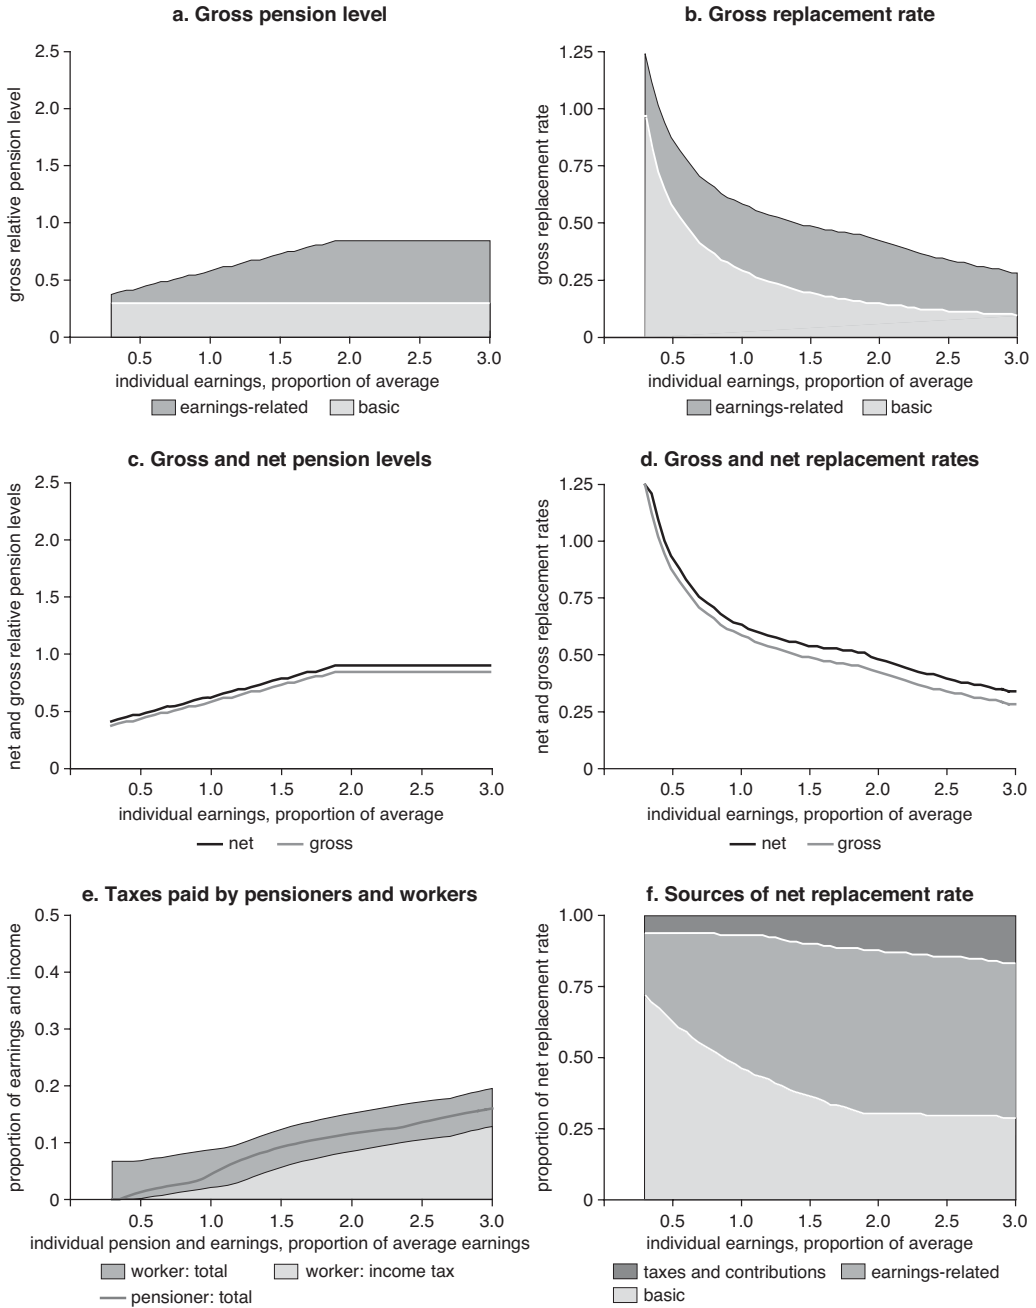 a. Gross pension level
gross relative pension level
2.5
2.0
1.5
1.0
0.5
0
0.5 1.0 1.5 2.0 2.5 3.0
individual earnings, proportion of average
earnings-related basic
b. Gross replacement rate
gross replacement rate
1.25
1.00
0.75
0.50
0.25
0
0.5 1.0 1.5 2.0 2.5 3.0
individual earnings, proportion of average
earnings-related basic
c. Gross and net pension levels
net and gross relative pension levels
2.5
2.0
1.5
1.0
0.5
0
0.5 1.0 1.5 2.0 2.5 3.0
individual earnings, proportion of average
net gross
d. Gross and net replacement rates
net and gross replacement rates
1.25
1.00
0.75
0.50
0.25
0
0.5 1.0 1.5 2.0 2.5 3.0
individual earnings, proportion of average
net gross
e. Taxes paid by pensioners and workers
proportion of earnings and income
0.5
0.4
0.3
0.2
0.1
0
0.5 1.0 1.5 2.0 2.5 3.0
individual pension and earnings, proportion of average earnings
worker: total worker: income tax
pensioner: total
f. Sources of net replacement rate
proportion of net replacement rate
1.00
0.75
0.50
0.25
0
0.5 1.0 1.5 2.0 2.5 3.0
individual earnings, proportion of average
taxes and contributions earnings-related
basic